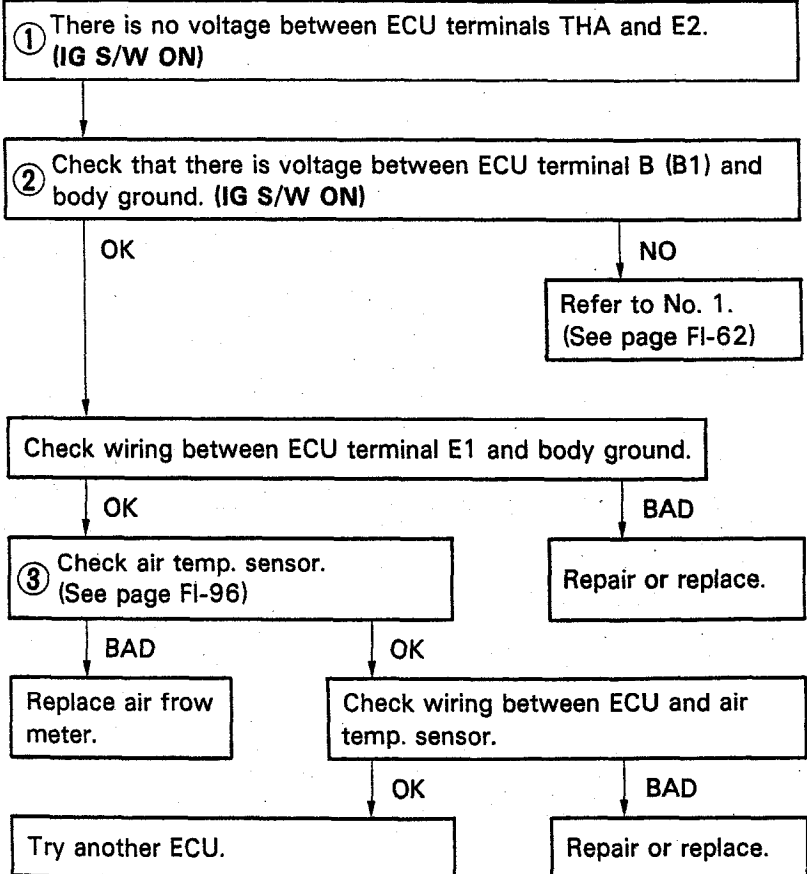 ① There is no voltage between ECU terminals THA and E2.
(IG S/W ON)
② Check that there is voltage between ECU terminal B (B1) and
body ground. (IG S/W ON)
OK
NO
Refer to No. 1.
(See page FI-62)
Check wiring between ECU terminal E1 and body ground.
OK
BAD
③ Check air temp. sensor.
(See page FI-96)
Repair or replace.
BAD
OK
Replace air frow
meter.
Check wiring between ECU and air
temp. sensor.
OK
BAD
Try another ECU.
Repair or replace.